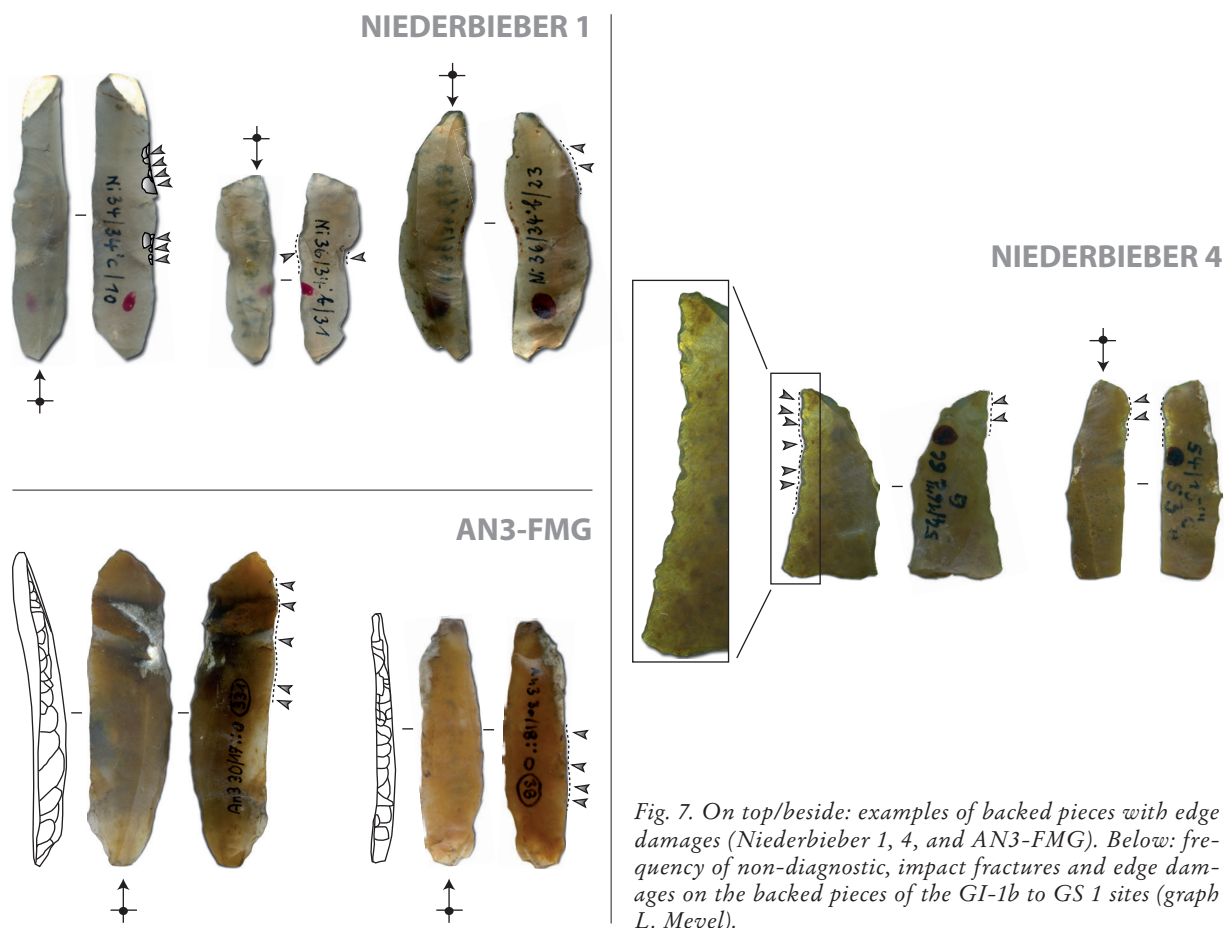 NIEDERBIEBER 1
NIEDERBIEBER 4
AN3-FMG
Fig. 7. On top/beside: examples of backed pieces with edge
damages (Niederbieber 1, 4, and AN3-FMG). Below: fre-
quency of non-diagnostic, impact fractures and edge dam-
ages on the backed pieces of the GI-1b to GS 1 sites (graph
L. Mevel).